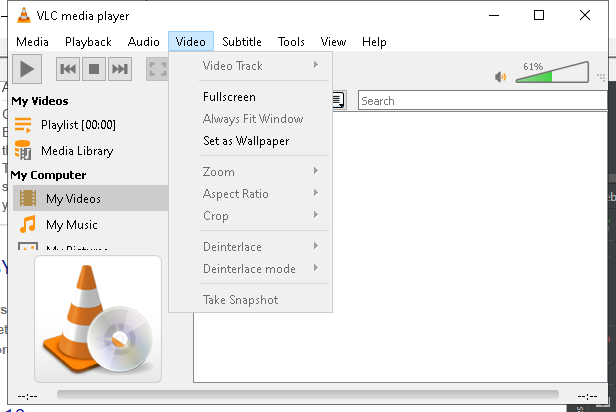 VLC media player
Media Playback Audio Video Subtitle Tools View Help
61%
Search
My Videos
Playlist [00:00]
Media Library
My Computer
My Videos
My Music
My Pictures
Video Track
Fullscreen
Always Fit Window
Set as Wallpaper
Zoom
Aspect Ratio
Crop
Deinterlace
Deinterlace mode
Take Snapshot
--:--
--:--